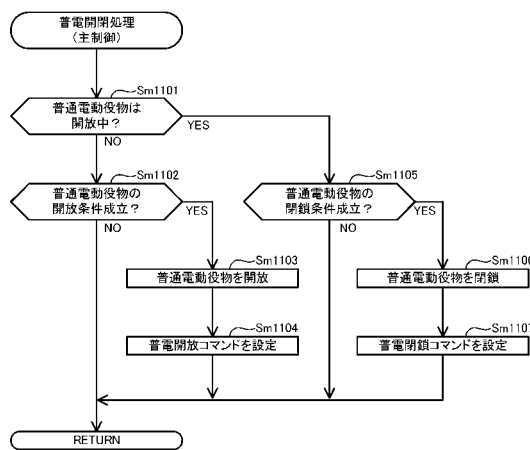 普電開閉処理
(主制御)
Sm1101
普通電動役物は
開放中?
YES
NO
Sm1102
普通電動役物の
開放条件成立?
YES
NO
Sm1105
普通電動役物の
閉鎖条件成立?
YES
NO
Sm1103
普通電動役物を開放
Sm1106
普通電動役物を閉鎖
Sm1104
普電開放コマンドを設定
Sm1107
普電閉鎖コマンドを設定
RETURN